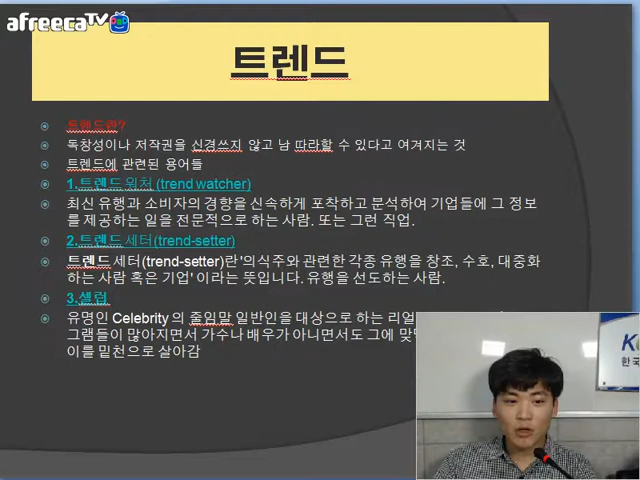 afreecaTV
트렌드
트렌드란?
독창성이나 저작권을 신경쓰지 않고 남 따라할 수 있다고 여겨지는 것
트렌드에 관련된 용어들
1.트렌드 워처 (trend watcher)
최신 유행과 소비자의 경향을 신속하게 포착하고 분석하여 기업들에 그 정보
를 제공하는 일을 전문적으로 하는 사람. 또는 그런 직업.
2.트렌드 세터(trend-setter)
트렌드 세터(trend-setter)란'의식주와 관련한 각종 유행을 창조, 수호, 대중화
하는 사람 혹은 기업' 이라는 뜻입니다. 유행을 선도하는 사람.
3.셀럽
유명인 Celebrity 의 줄임말 일반인을 대상으로 하는 리얼
그램들이 많아지면서 가수나 배우가 아니면서도 그에 맞
이를 밑천으로 살아감
한국